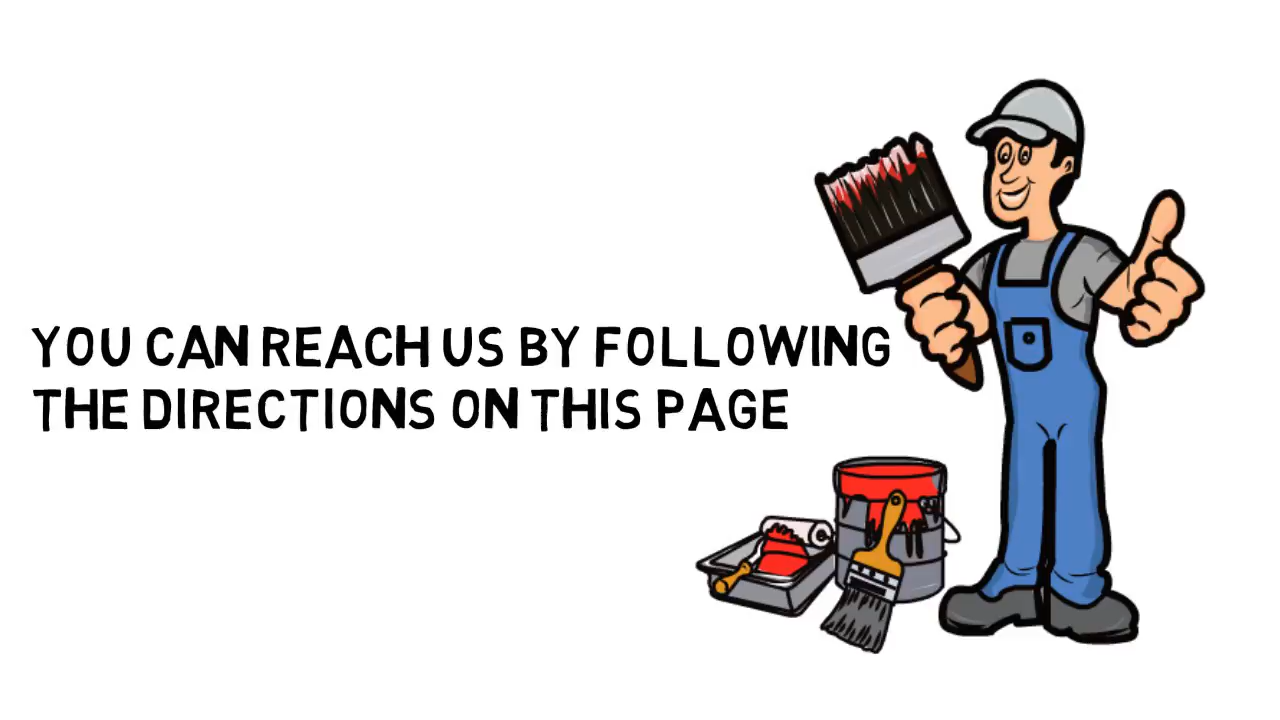 YOU CAN REACH US BY FOLLOWING
THE DIRECTIONS ON THIS PAGE